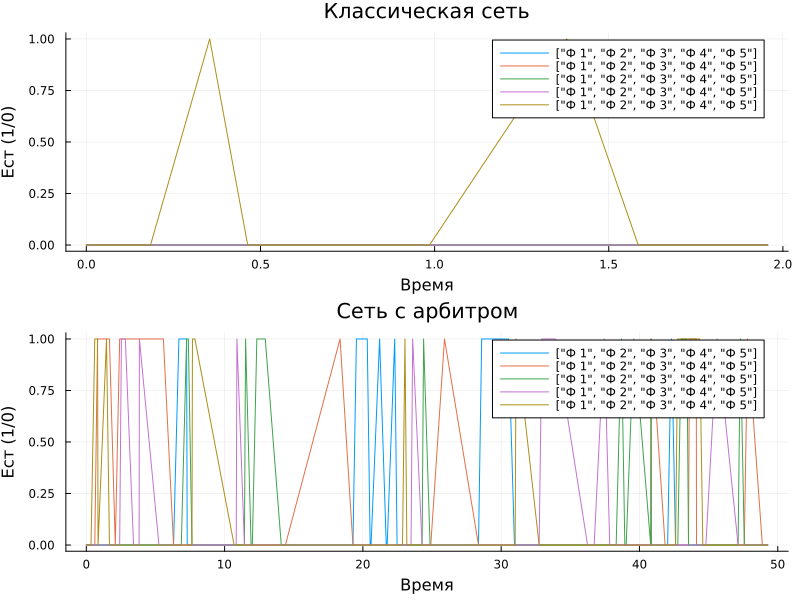 Классическая сеть
1.00
0.75
0.50
0.25
0.00
Ест (1/0)
["Ф 1", "Ф 2", "Ф 3", "Ф 4", "Ф 5"]
["Ф 1", "Ф 2", "Ф 3", "Ф 4", "Ф 5"]
["Ф 1", "Ф 2", "Ф 3", "Ф 4", "Ф 5"]
["Ф 1", "Ф 2", "Ф 3", "Ф 4", "Ф 5"]
["Ф 1", "Ф 2", "Ф 3", "Ф 4", "Ф 5"]
0.0 0.5 1.0 1.5 2.0
Время
Сеть с арбитром
1.00
0.75
0.50
0.25
0.00
Ест (1/0)
["Ф 1", "Ф 2", "Ф 3", "Ф 4", "Ф 5"]
["Ф 1", "Ф 2", "Ф 3", "Ф 4", "Ф 5"]
["Ф 1", "Ф 2", "Ф 3", "Ф 4", "Ф 5"]
["Ф 1", "Ф 2", "Ф 3", "Ф 4", "Ф 5"]
["Ф 1", "Ф 2", "Ф 3", "Ф 4", "Ф 5"]
0 10 20 30 40 50
Время